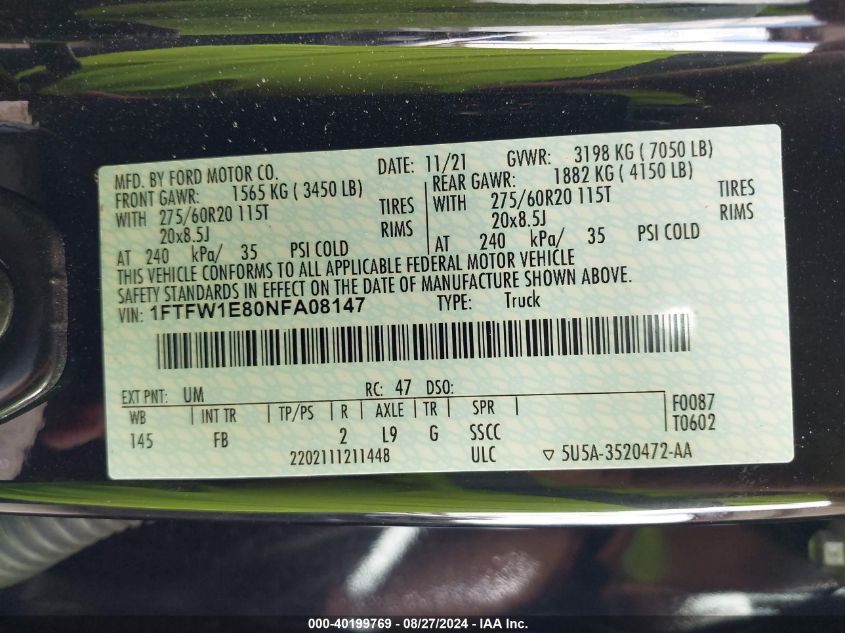 MFD. BY FORD MOTOR CO. DATE: 11/21 GVWR: 3198 KG ( 7050 LB)
FRONT GAWR: 1565 KG ( 3450 LB) REAR GAWR: 1882 KG ( 4150 LB)
WITH 275/60R20 115T TIRES WITH 275/60R20 115T TIRES
20x8.5J RIMS 20x8.5J RIMS
AT 240 kPa/ 35 PSI COLD AT 240 kPa/ 35 PSI COLD
THIS VEHICLE CONFORMS TO ALL APPLICABLE FEDERAL MOTOR VEHICLE
SAFETY STANDARDS IN EFFECT ON THE DATE OF MANUFACTURE SHOWN ABOVE.
VIN: 1FTFW1E80NFA08147 TYPE: Truck
EXT PNT: UM RC: 47 DSO:
WB | INT TR | TP/PS | R | AXLE | TR | SPR | F0087
145 FB 2 L9 G SSCC T0602
2202111211448 ULC ▽ 5U5A-3520472-AA
000-40199769 - 08/27/2024 - IAA Inc.